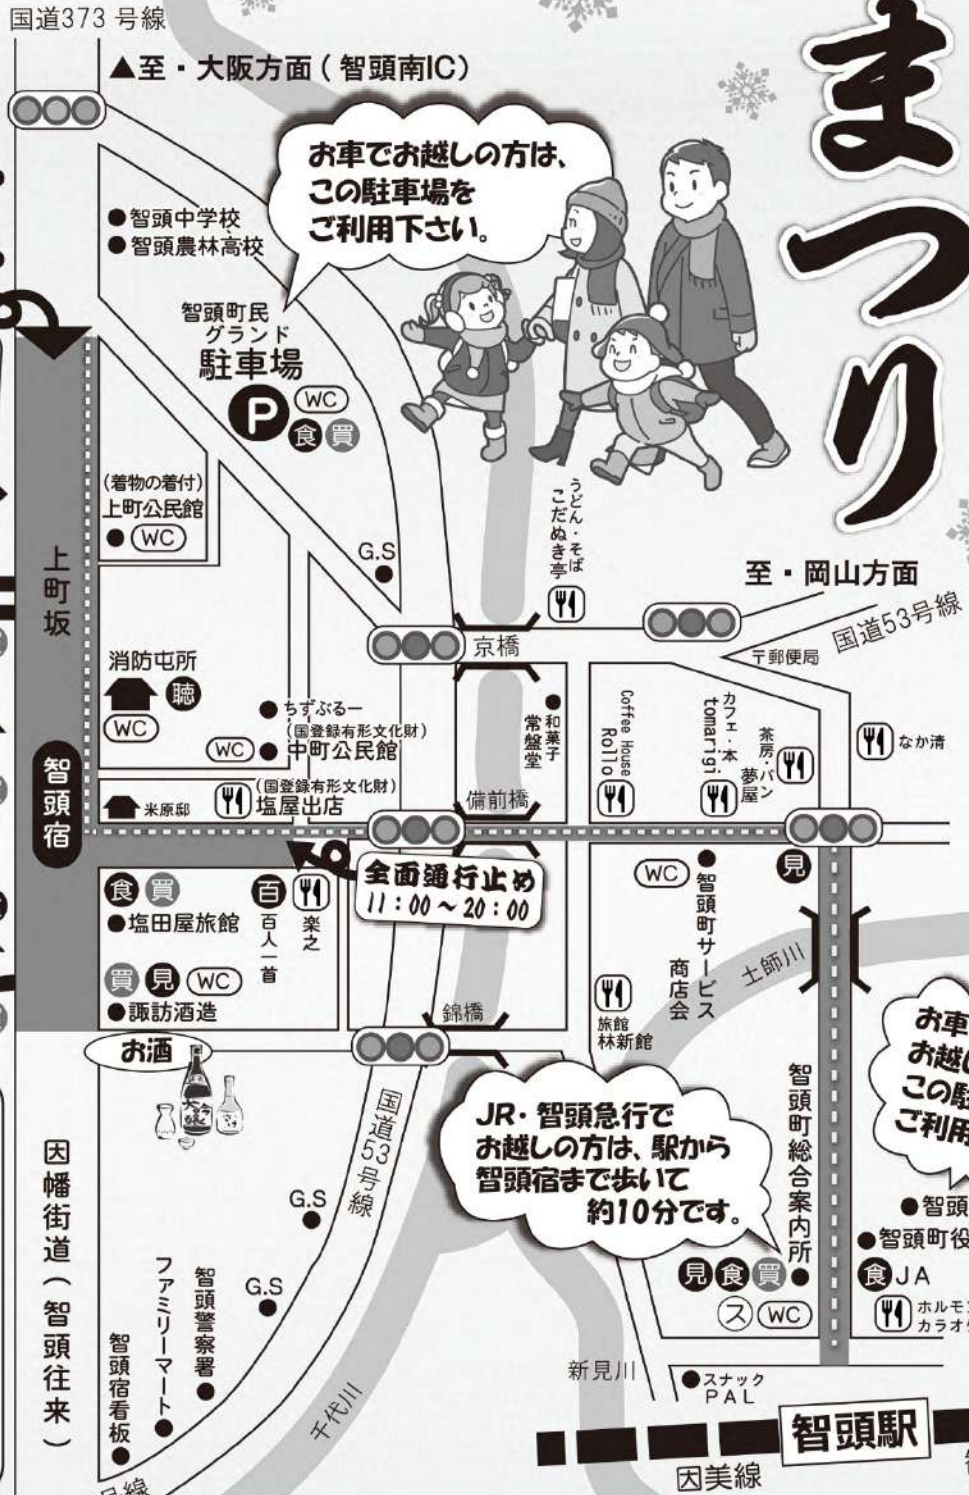 国道373号線
▲至・大阪方面(智頭南IC)
まつり
お車でお越しの方は、
この駐車場を
ご利用下さい。
●智頭中学校
●智頭農林高校
智頭町民
グランド
駐車場
P WC
食 買
(着物の着付)
上町公民館
● WC
上町坂
G.S
うどん・そば
こだぬき亭
至・岡山方面
国道53号線
〒郵便局
京橋
消防屯所
聴
WC
●ちずぶるー
(国登録有形文化財)
WC ●中町公民館
●和菓子
常盤堂
Coffee House
Rollo
カフェ・本
tomarigi
茶房・パン
夢屋
なか清
智頭宿
米原邸
(国登録有形文化財)
塩屋出店
備前橋
全面通行止め
11:00~20:00
食 買
●塩田屋旅館
百
百人一首
楽之
WC
●智頭町サービス
商店会
見
土師川
買 見 WC
●諏訪酒造
お酒
錦橋
旅館
林新館
JR・智頭急行で
お越しの方は、駅から
智頭宿まで歩いて
約10分です。
智頭町総合案内所●
見 食 買
ス WC
お車
お越し
この駐
ご利用
●智頭
●智頭町役
食 JA
ホルモン
カラオケ
因幡街道(智頭往来)
国道53号線
G.S
G.S
智頭警察署●
ファミリーマート●
智頭宿看板●
千代川
新見川
●スナック
PAL
智頭駅
因美線
号線